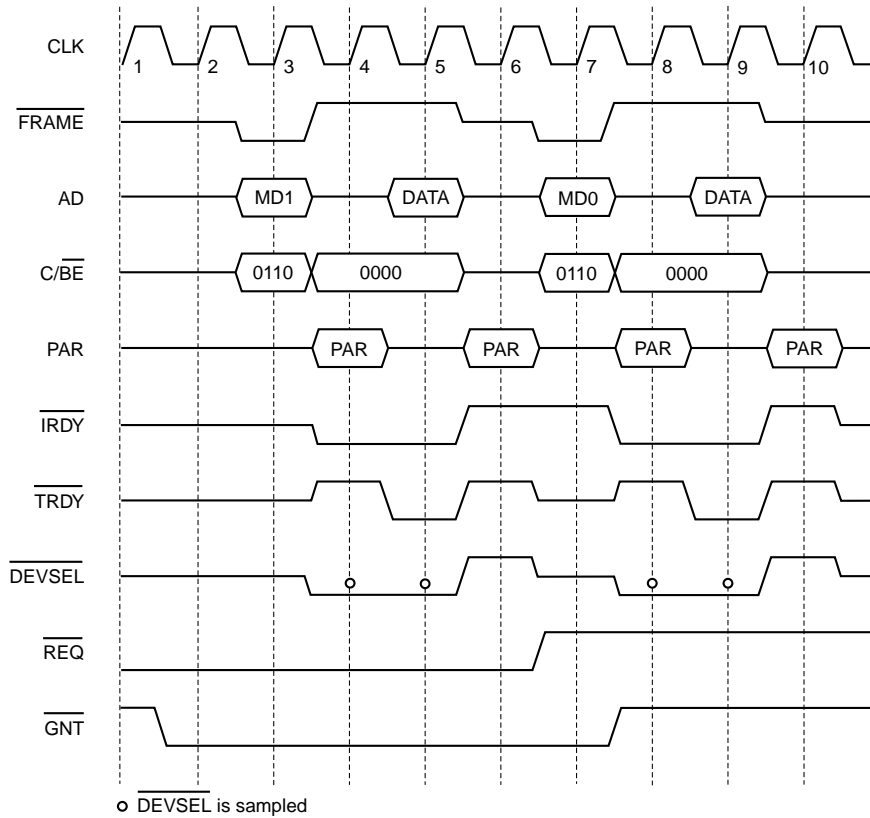 CLK
1 2 3 4 5 6 7 8 9 10
FRAME
AD MD1 DATA MD0 DATA
C/BE 0110 0000 0110 0000
PAR PAR PAR PAR PAR
IRDY
TRDY
DEVSEL
REQ
GNT
DEVSEL is sampled